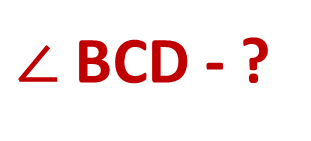 ∠ BCD - ?